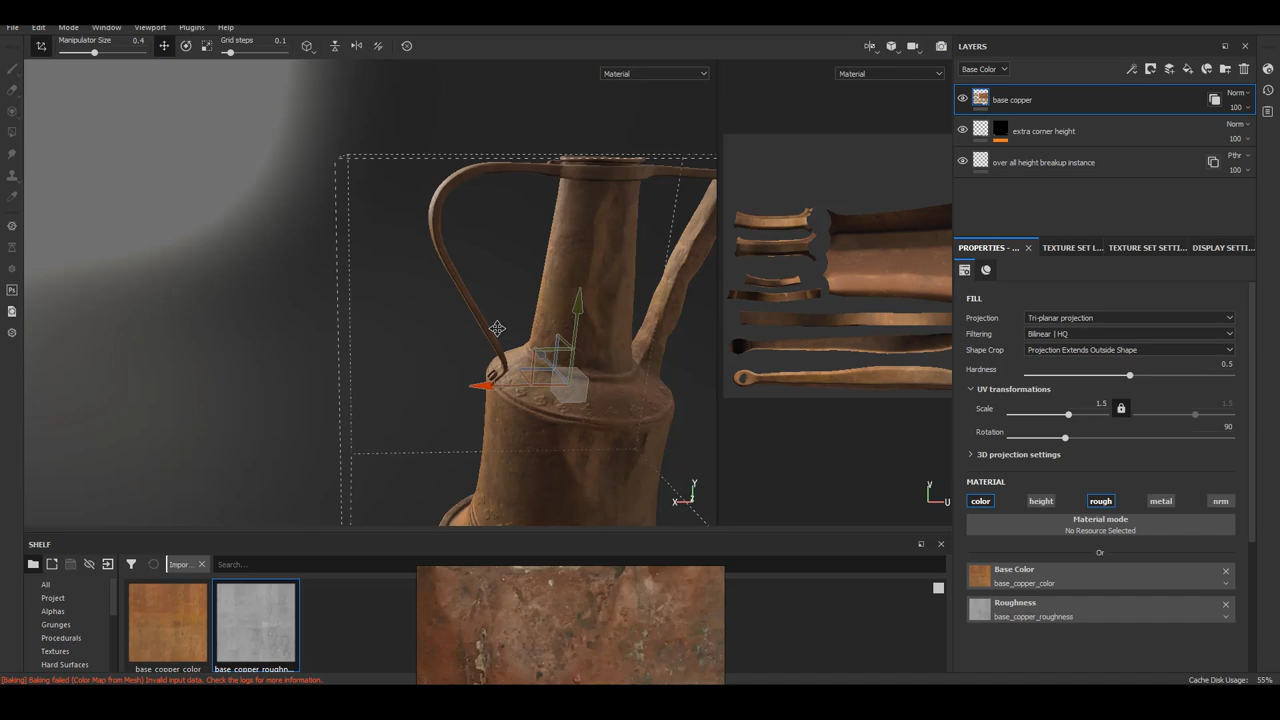 File Edit Mode Window Viewport Plugins Help
Manipulator Size 0.4
Grid steps 0.1
Material
Material
LAYERS
Base Color
base copper
Norm
100
extra corner height
Norm
100
over all height breakup instance
Pthr
100
PROPERTIES - ...
TEXTURE SET L...
TEXTURE SET SETTI...
DISPLAY SETTI...
FILL
Projection Tri-planar projection
Filtering Bilinear | HQ
Shape Crop Projection Extends Outside Shape
Hardness 0.5
UV transformations
Scale 1.5 1.5
Rotation 90
3D projection settings
MATERIAL
color height rough metal nrm
Material mode
No Resource Selected
Or
Base Color
base_copper_color
Roughness
base_copper_roughness
Y
X
Z
V
U
SHELF
Impor...
Search...
All
Project
Alphas
Grunges
Procedurals
Textures
Hard Surfaces
base_copper_color
base_copper_roughn...
[Baking] Baking failed (Color Map from Mesh) Invalid input data. Check the logs for more information.
Cache Disk Usage: 55%
Ps